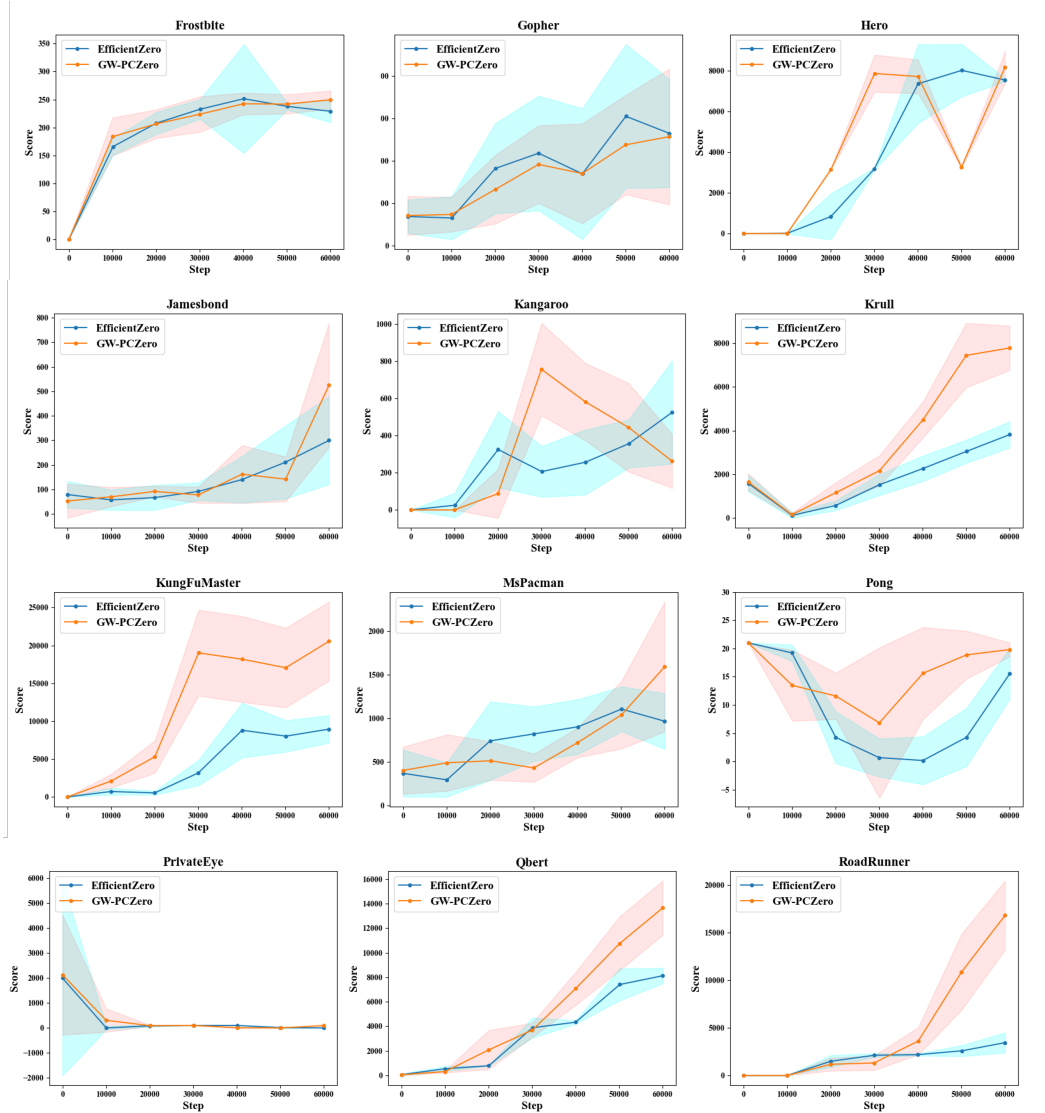 Frostbite
EfficientZero
GW-PCZero
350
300
250
200
150
100
50
0
Score
0 10000 20000 30000 40000 50000 60000
Step
Gopher
EfficientZero
GW-PCZero
00
00
00
00
00
Score
0 10000 20000 30000 40000 50000 60000
Step
Hero
EfficientZero
GW-PCZero
8000
6000
4000
2000
0
Score
0 10000 20000 30000 40000 50000 60000
Step
Jamesbond
EfficientZero
GW-PCZero
800
700
600
500
400
300
200
100
0
Score
0 10000 20000 30000 40000 50000 60000
Step
Kangaroo
EfficientZero
GW-PCZero
1000
800
600
400
200
0
Score
0 10000 20000 30000 40000 50000 60000
Step
Krull
EfficientZero
GW-PCZero
8000
6000
4000
2000
0
Score
0 10000 20000 30000 40000 50000 60000
Step
KungFuMaster
EfficientZero
GW-PCZero
25000
20000
15000
10000
5000
0
Score
0 10000 20000 30000 40000 50000 60000
Step
MsPacman
EfficientZero
GW-PCZero
2000
1500
1000
500
0
Score
0 10000 20000 30000 40000 50000 60000
Step
Pong
EfficientZero
GW-PCZero
30
25
20
15
10
5
0
−5
Score
0 10000 20000 30000 40000 50000 60000
Step
PrivateEye
EfficientZero
GW-PCZero
6000
5000
4000
3000
2000
1000
0
−1000
−2000
Score
0 10000 20000 30000 40000 50000 60000
Step
Qbert
EfficientZero
GW-PCZero
16000
14000
12000
10000
8000
6000
4000
2000
0
Score
0 10000 20000 30000 40000 50000 60000
Step
RoadRunner
EfficientZero
GW-PCZero
20000
15000
10000
5000
0
Score
0 10000 20000 30000 40000 50000 60000
Step